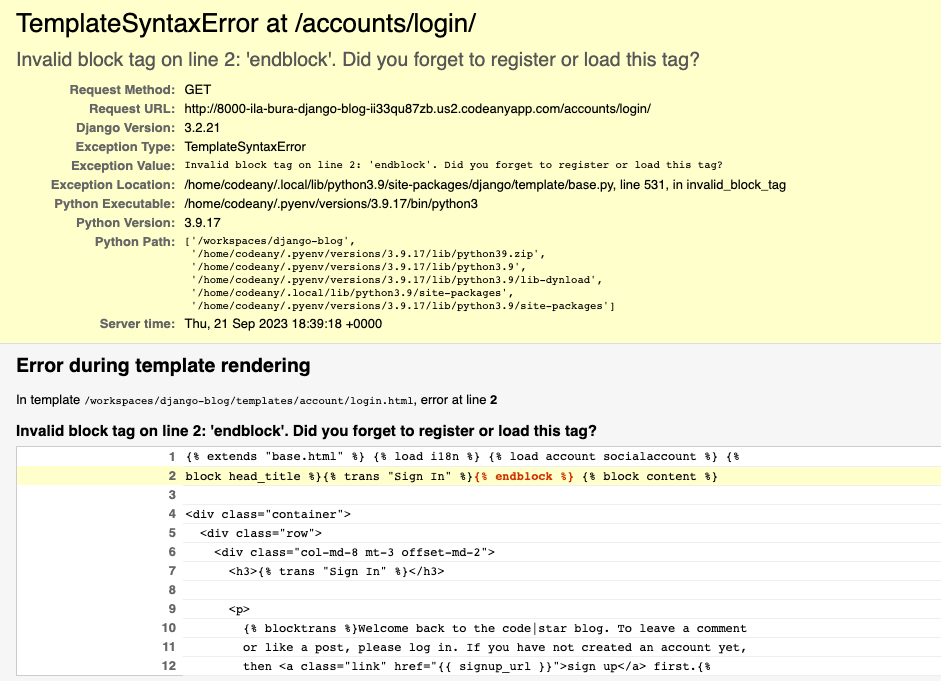 TemplateSyntaxError at /accounts/login/
Invalid block tag on line 2: 'endblock'. Did you forget to register or load this tag?
Request Method: GET
Request URL: http://8000-ila-bura-django-blog-ii33qu87zb.us2.codeanyapp.com/accounts/login/
Django Version: 3.2.21
Exception Type: TemplateSyntaxError
Exception Value: Invalid block tag on line 2: 'endblock'. Did you forget to register or load this tag?
Exception Location: /home/codeany/.local/lib/python3.9/site-packages/django/template/base.py, line 531, in invalid_block_tag
Python Executable: /home/codeany/.pyenv/versions/3.9.17/bin/python3
Python Version: 3.9.17
Python Path: ['/workspaces/django-blog',
'/home/codeany/.pyenv/versions/3.9.17/lib/python39.zip',
'/home/codeany/.pyenv/versions/3.9.17/lib/python3.9',
'/home/codeany/.pyenv/versions/3.9.17/lib/python3.9/lib-dynload',
'/home/codeany/.local/lib/python3.9/site-packages',
'/home/codeany/.pyenv/versions/3.9.17/lib/python3.9/site-packages']
Server time: Thu, 21 Sep 2023 18:39:18 +0000
Error during template rendering
In template /workspaces/django-blog/templates/account/login.html, error at line 2
Invalid block tag on line 2: 'endblock'. Did you forget to register or load this tag?
1 {% extends "base.html" %} {% load i18n %} {% load account socialaccount %} {%
2 block head_title %}{% trans "Sign In" %}{% endblock %} {% block content %}
3
4 <div class="container">
5 <div class="row">
6 <div class="col-md-8 mt-3 offset-md-2">
7 <h3>{% trans "Sign In" %}</h3>
8
9 <p>
10 {% blocktrans %}Welcome back to the code|star blog. To leave a comment
11 or like a post, please log in. If you have not created an account yet,
12 then <a class="link" href="{{ signup_url }}">sign up</a> first.{%